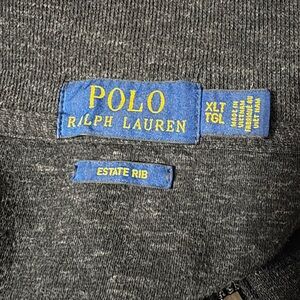 POLO
RALPH LAUREN
XLT
TGL
MADE IN
VIETNAM
FABRIQUÉ AU
VIET NAM
ESTATE RIB